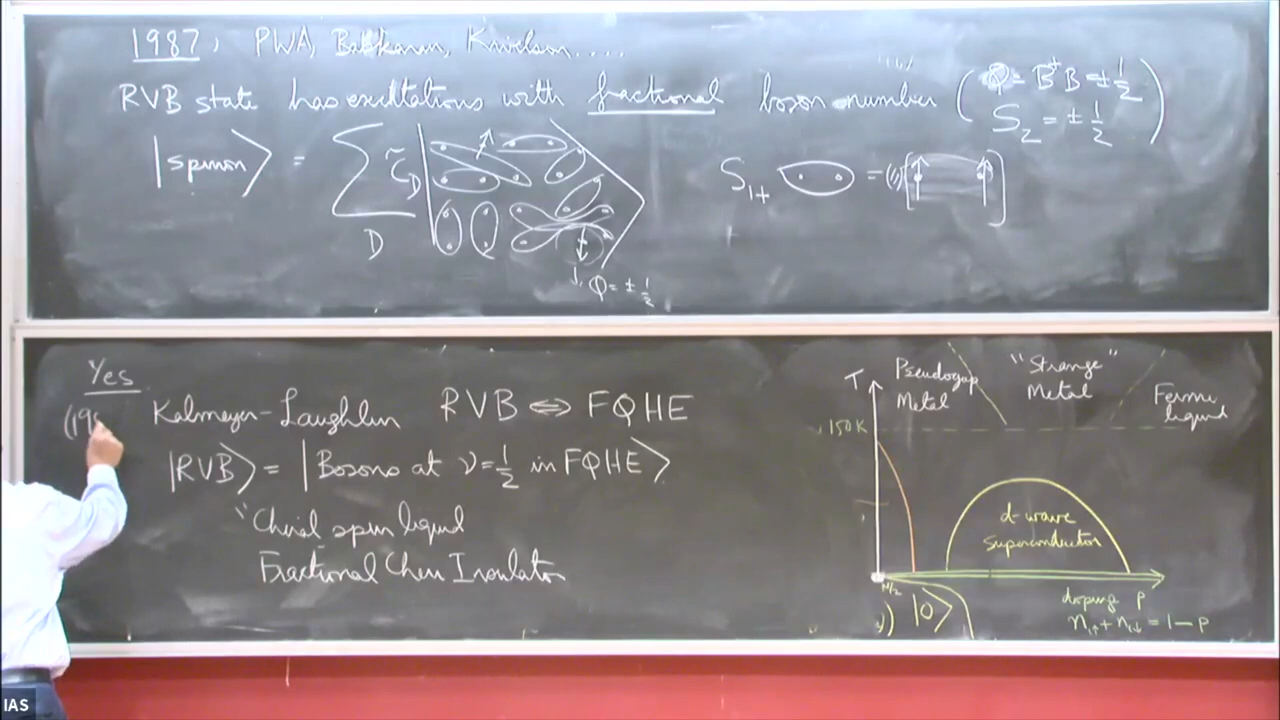 1987: PWA, Baskaran, Kivelson....
RVB state has excitations with fractional boson number (Q = B⁺B = ±1/2
S_z = ± 1/2)
|spinon⟩ = Σ_D C̃_D
S_1+ = [ ]
Q = ± 1/2
Yes
(19
Kalmeyer-Laughlin RVB ⇔ FQHE
|RVB⟩ = |Bosons at ν=1/2 in FQHE⟩
"Chiral spin liquid
Fractional Chern Insulator
T
Pseudogap Metal
"Strange" Metal
Fermi liquid
150K
d-wave
Superconductor
|0⟩
doping p
n_i↑ + n_i↓ = 1 − p
IAS